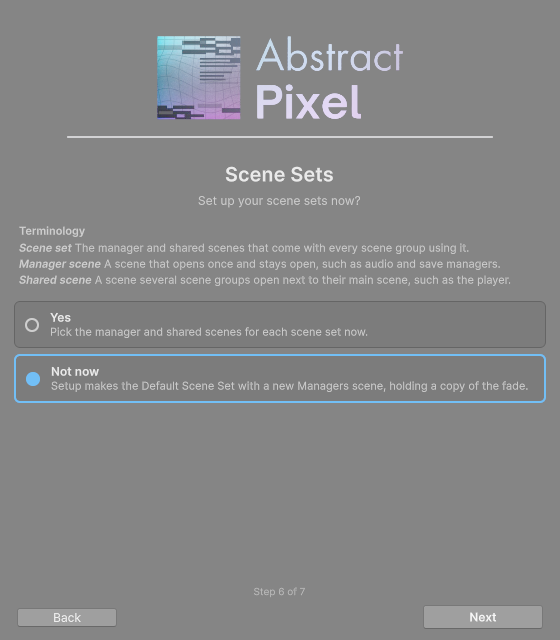 Abstract
Pixel
Scene Sets
Set up your scene sets now?
Terminology
Scene set The manager and shared scenes that come with every scene group using it.
Manager scene A scene that opens once and stays open, such as audio and save managers.
Shared scene A scene several scene groups open next to their main scene, such as the player.
Yes
Pick the manager and shared scenes for each scene set now.
Not now
Setup makes the Default Scene Set with a new Managers scene, holding a copy of the fade.
Step 6 of 7
Back
Next